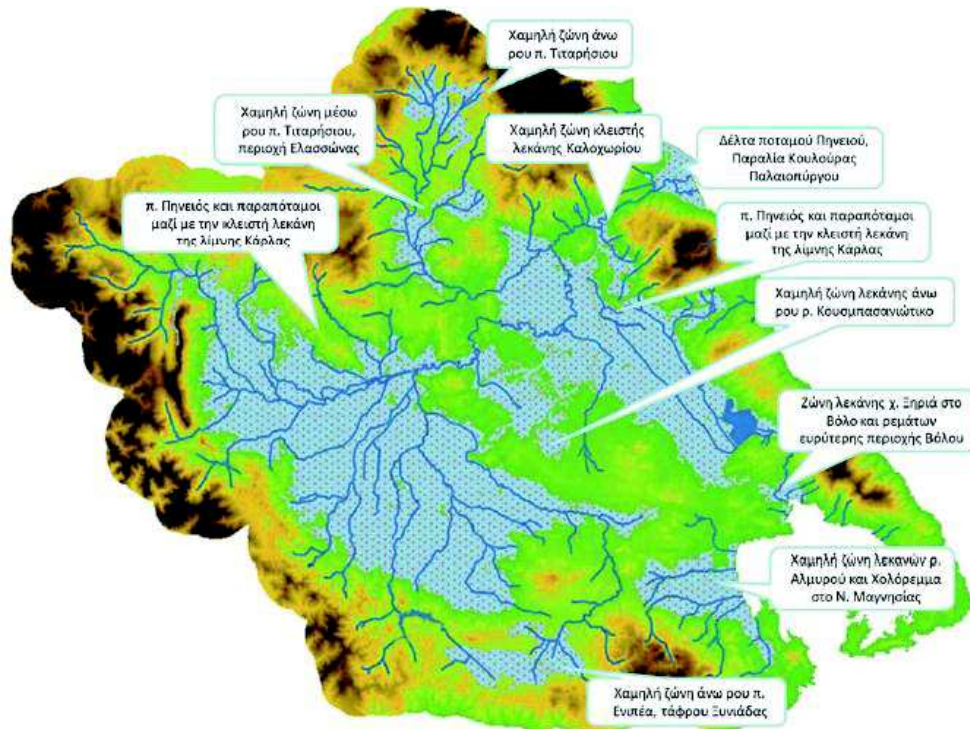 Χαμηλή ζώνη άνω
ρου π. Τιταρήσιου
Χαμηλή ζώνη μέσω
ρου π. Τιταρήσιου,
περιοχή Ελασσώνας
Χαμηλή ζώνη κλειστής
λεκάνης Καλοχωρίου
Δέλτα ποταμού Πηνειού,
Παραλία Κουλούρας
Παλαιοπύργου
π. Πηνειός και παραπόταμοι
μαζί με την κλειστή λεκάνη
της λίμνης Κάρλας
π. Πηνειός και παραπόταμοι
μαζί με την κλειστή λεκάνη
της λίμνης Κάρλας
Χαμηλή ζώνη λεκάνης άνω
ρου ρ. Κουσμπασανιώτικο
Ζώνη λεκάνης χ. Ξηριά στο
Βόλο και ρεμάτων
ευρύτερης περιοχής Βόλου
Χαμηλή ζώνη λεκανών ρ.
Αλμυρού και Χολόρεμμα
στο Ν. Μαγνησίας
Χαμηλή ζώνη άνω ρου π.
Ενιπέα, τάφρου Ξυνιάδας